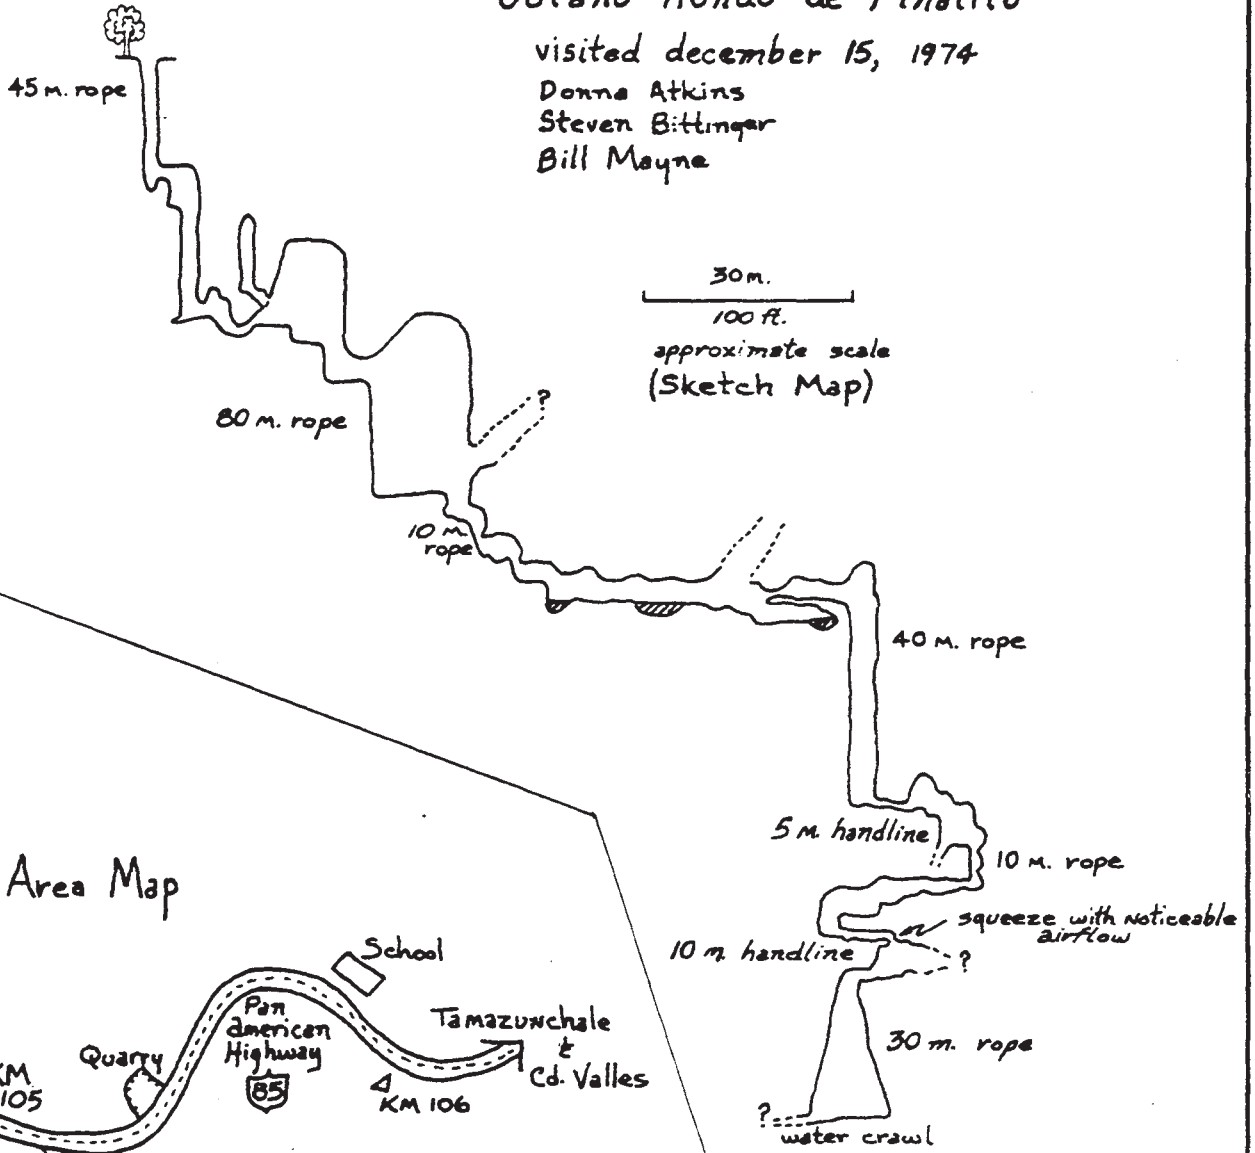 visited december 15, 1974
Donna Atkins
Steven Bittinger
Bill Mayne
45 m. rope
30 m.
100 ft.
approximate scale
(Sketch Map)
?
80 m. rope
10 m.
rope
40 m. rope
5 m. handline
10 m. rope
squeeze with noticeable
airflow
10 m. handline
?
30 m. rope
?
water crawl
Area Map
School
Pan
american
Highway
85
Tamazunchale
&
Cd. Valles
Quarry
KM
105
KM 106